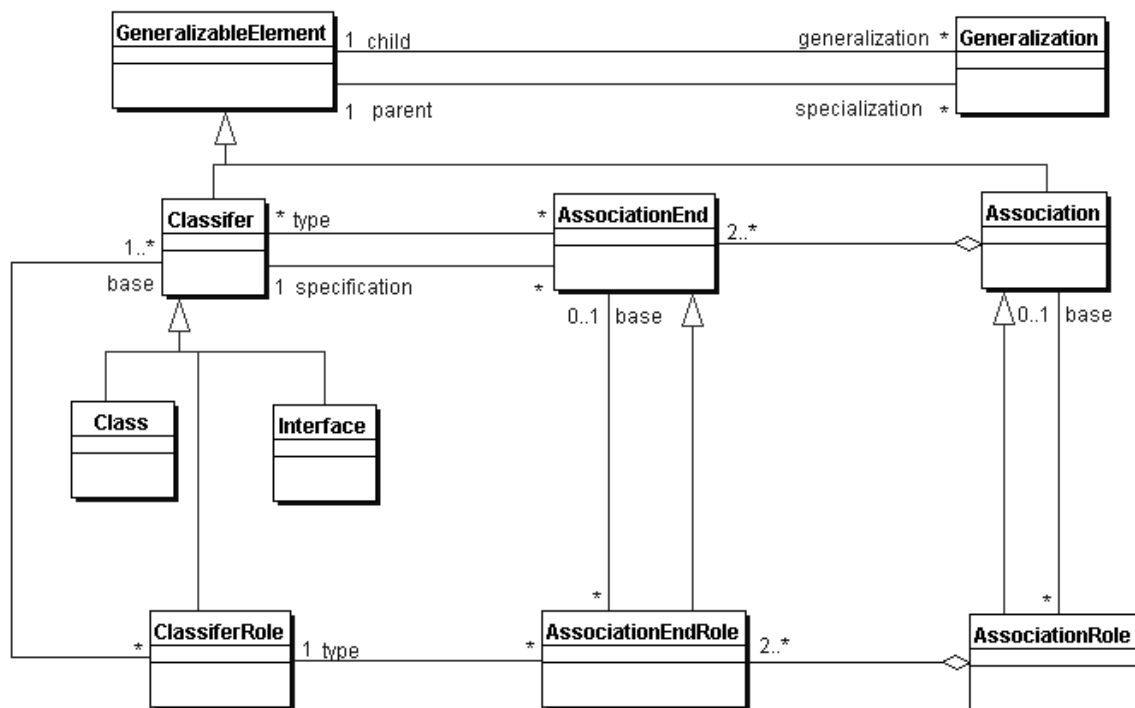 GeneralizableElement
1 child
generalization *
Generalization
1 parent
specialization *
Classifer
* type
*
AssociationEnd
2..*
Association
1..*
base
1 specification
*
0..1 base
0..1 base
Class
Interface
*
*
ClassiferRole
*
1 type
*
AssociationEndRole
2..*
AssociationRole